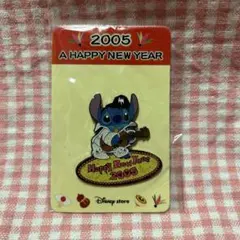 2005
A HAPPY NEW YEAR
Happy New Year
2005
Disney store